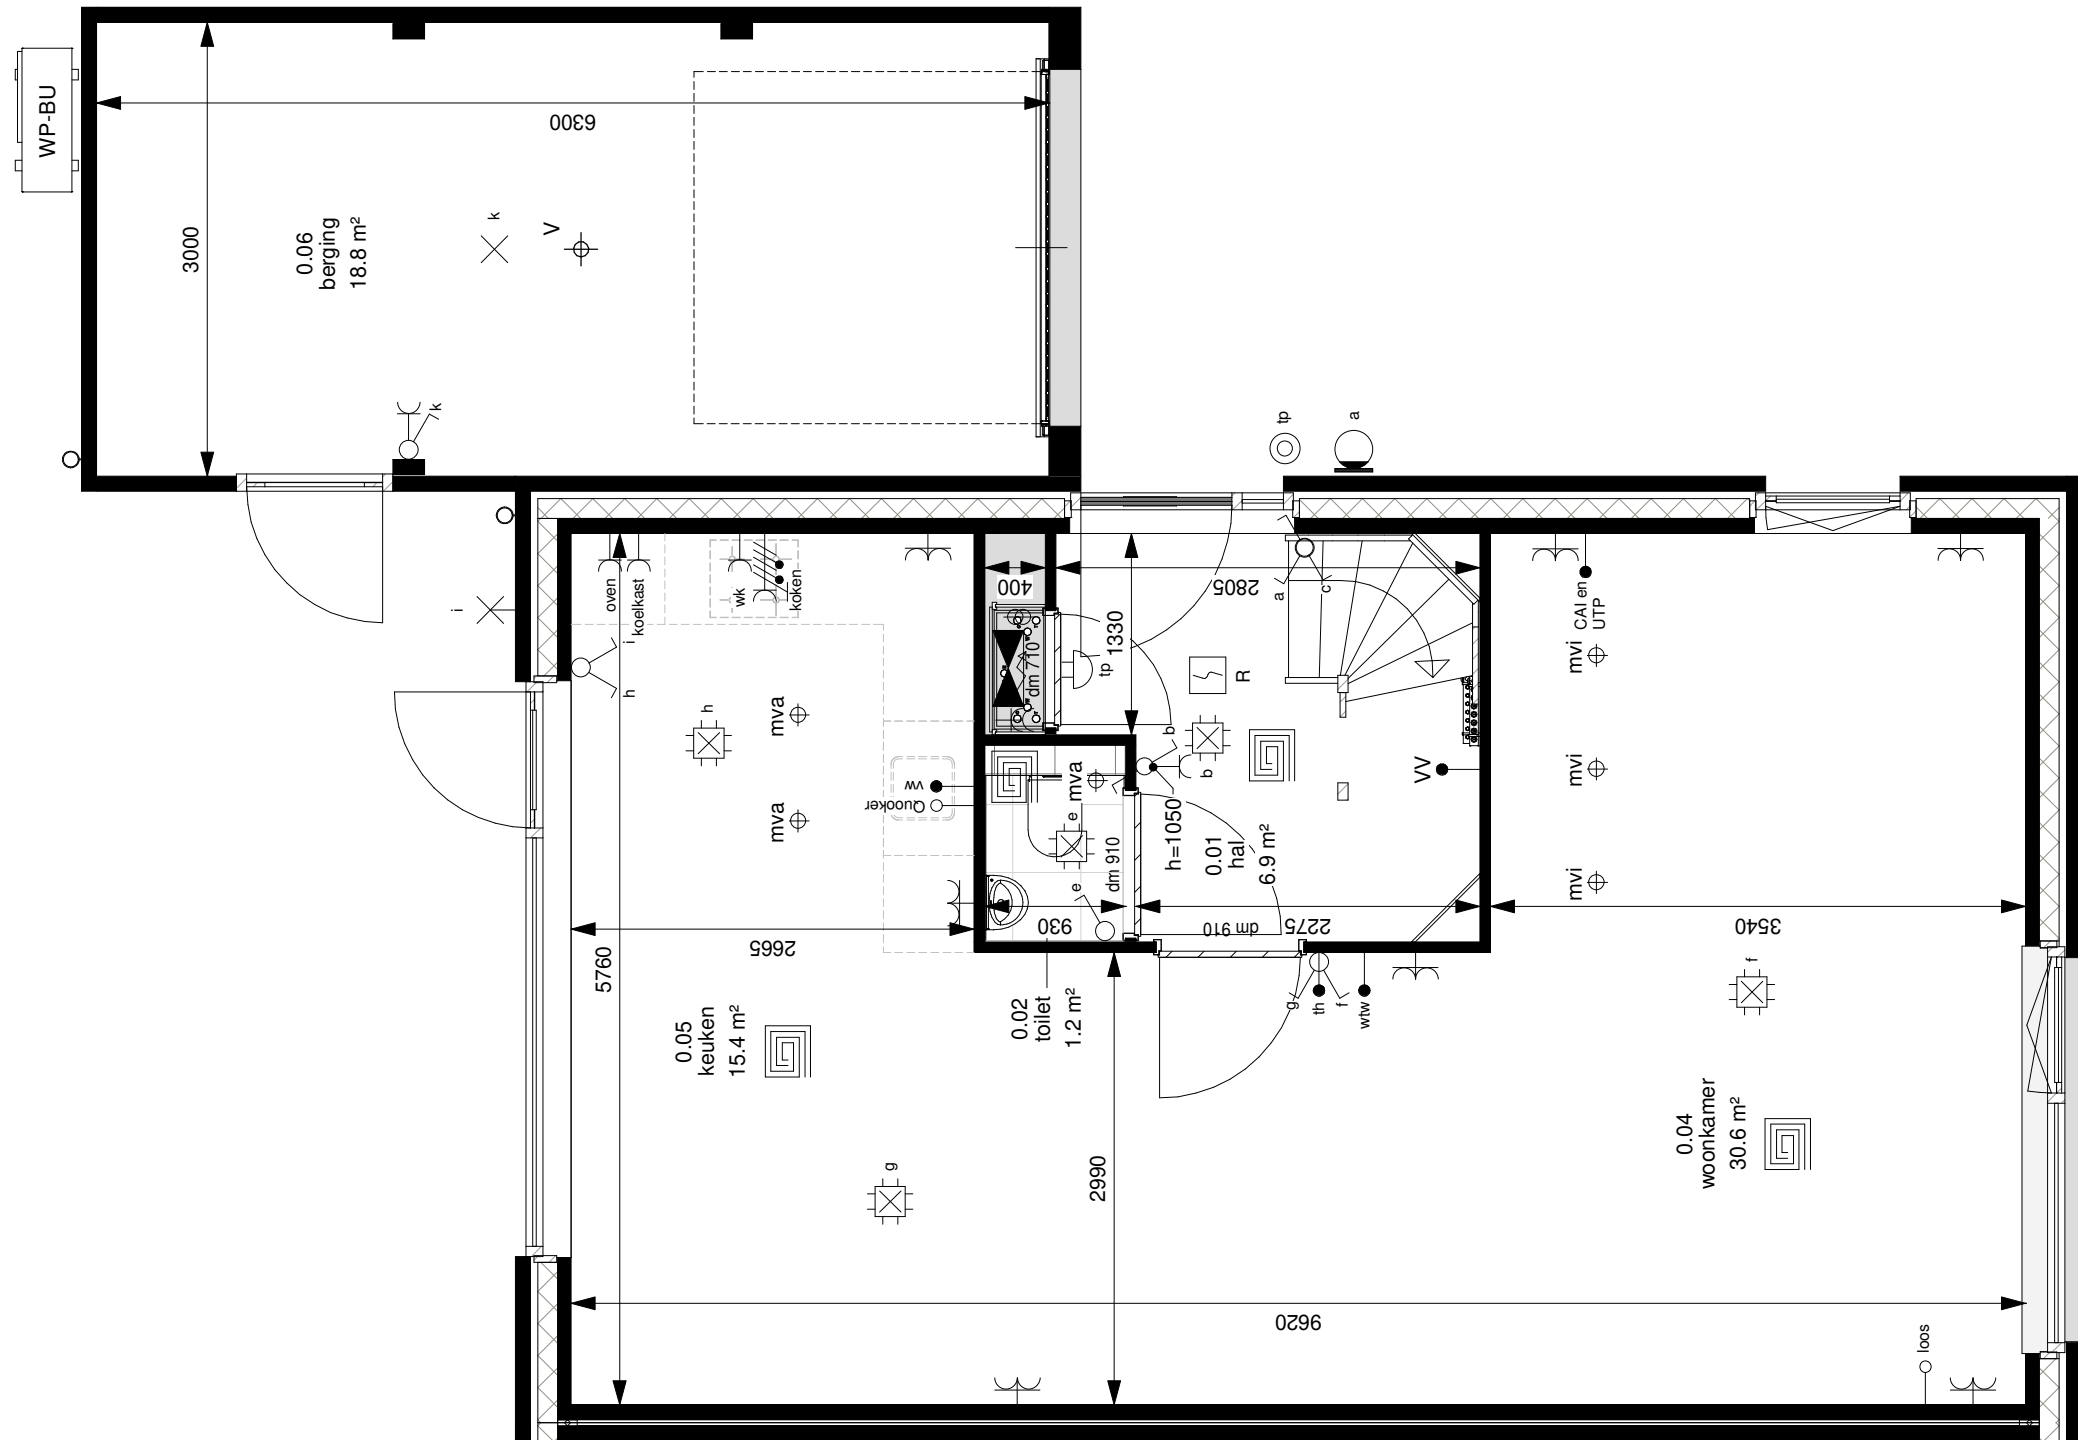 WP-BU
6300
3000
0.06
berging
18.8 m²
k
V
k
tp
a
i
oven
koelkast
wk
koken
i
h
h
mva
mva
vw
Quooker
400
dm 710
tp
1330
2805
a
c
R
b
b
h=1050
VV
mva
e
e
dm 910
930
0.01
hal
6.9 m²
dm 910
2275
CAI en
UTP
mvi
mvi
mvi
3540
2665
5760
0.05
keuken
15.4 m²
0.02
toilet
1.2 m²
g
th
f
wtw
f
g
2990
0.04
woonkamer
30.6 m²
9620
loos